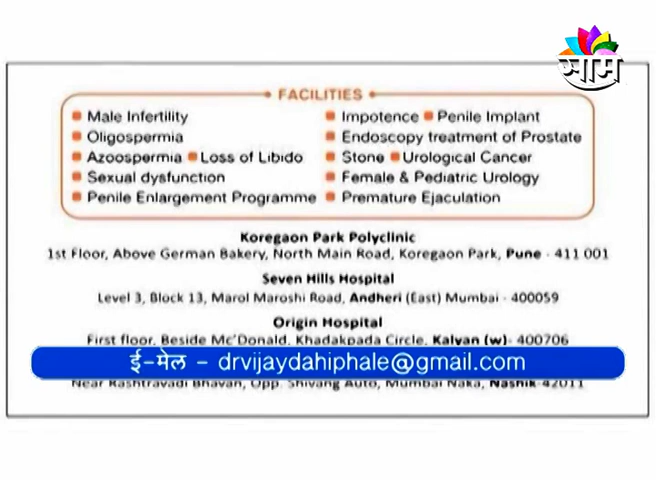 साम
FACILITIES
Male Infertility
Oligospermia
Azoospermia Loss of Libido
Sexual dysfunction
Penile Enlargement Programme
Impotence Penile Implant
Endoscopy treatment of Prostate
Stone Urological Cancer
Female & Pediatric Urology
Premature Ejaculation
Koregaon Park Polyclinic
1st Floor, Above German Bakery, North Main Road, Koregaon Park, Pune - 411 001
Seven Hills Hospital
Level 3, Block 13, Marol Maroshi Road, Andheri (East) Mumbai - 400059
Origin Hospital
First floor, Beside Mc'Donald, Khadakpada Circle, Kalyan (w)- 400706
ई-मेल - drvijaydahiphale@gmail.com
Near Rashtravadi Bhavan, Opp. Shivang Auto, Mumbai Naka, Nashik-42011